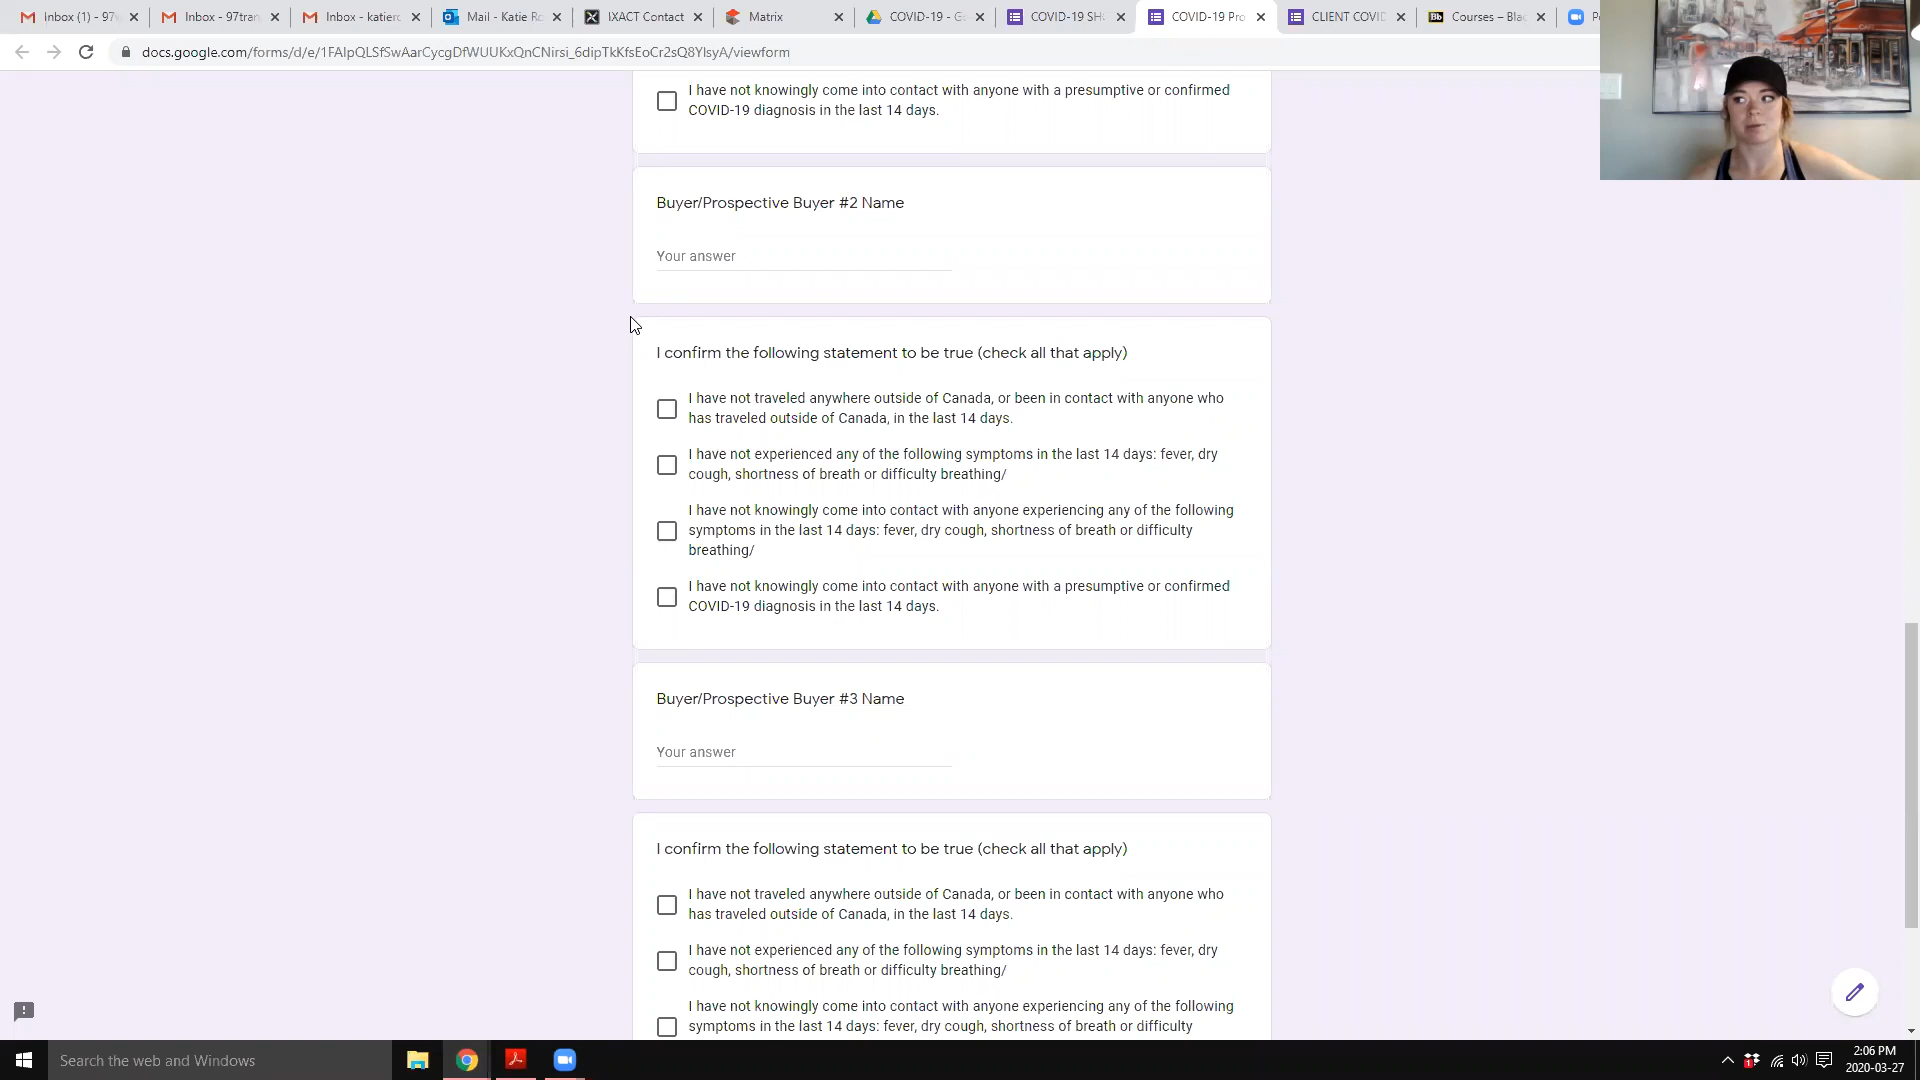 Inbox (1) - 97
Inbox - 97tran
Inbox - katierc
Mail - Katie Ro
IXACT Contact
Matrix
COVID-19 - G
COVID-19 SH
COVID-19 Pro
CLIENT COVID
Bb
Courses – Blac
docs.google.com/forms/d/e/1FAIpQLSfSwAarCycgDfWUUKxQnCNirsi_6dipTkKfsEoCr2sQ8YlsyA/viewform
I have not knowingly come into contact with anyone with a presumptive or confirmed
COVID-19 diagnosis in the last 14 days.
Buyer/Prospective Buyer #2 Name
Your answer
I confirm the following statement to be true (check all that apply)
I have not traveled anywhere outside of Canada, or been in contact with anyone who
has traveled outside of Canada, in the last 14 days.
I have not experienced any of the following symptoms in the last 14 days: fever, dry
cough, shortness of breath or difficulty breathing/
I have not knowingly come into contact with anyone experiencing any of the following
symptoms in the last 14 days: fever, dry cough, shortness of breath or difficulty
breathing/
I have not knowingly come into contact with anyone with a presumptive or confirmed
COVID-19 diagnosis in the last 14 days.
Buyer/Prospective Buyer #3 Name
Your answer
I confirm the following statement to be true (check all that apply)
I have not traveled anywhere outside of Canada, or been in contact with anyone who
has traveled outside of Canada, in the last 14 days.
I have not experienced any of the following symptoms in the last 14 days: fever, dry
cough, shortness of breath or difficulty breathing/
I have not knowingly come into contact with anyone experiencing any of the following
symptoms in the last 14 days: fever, dry cough, shortness of breath or difficulty
Search the web and Windows
2:06 PM
2020-03-27